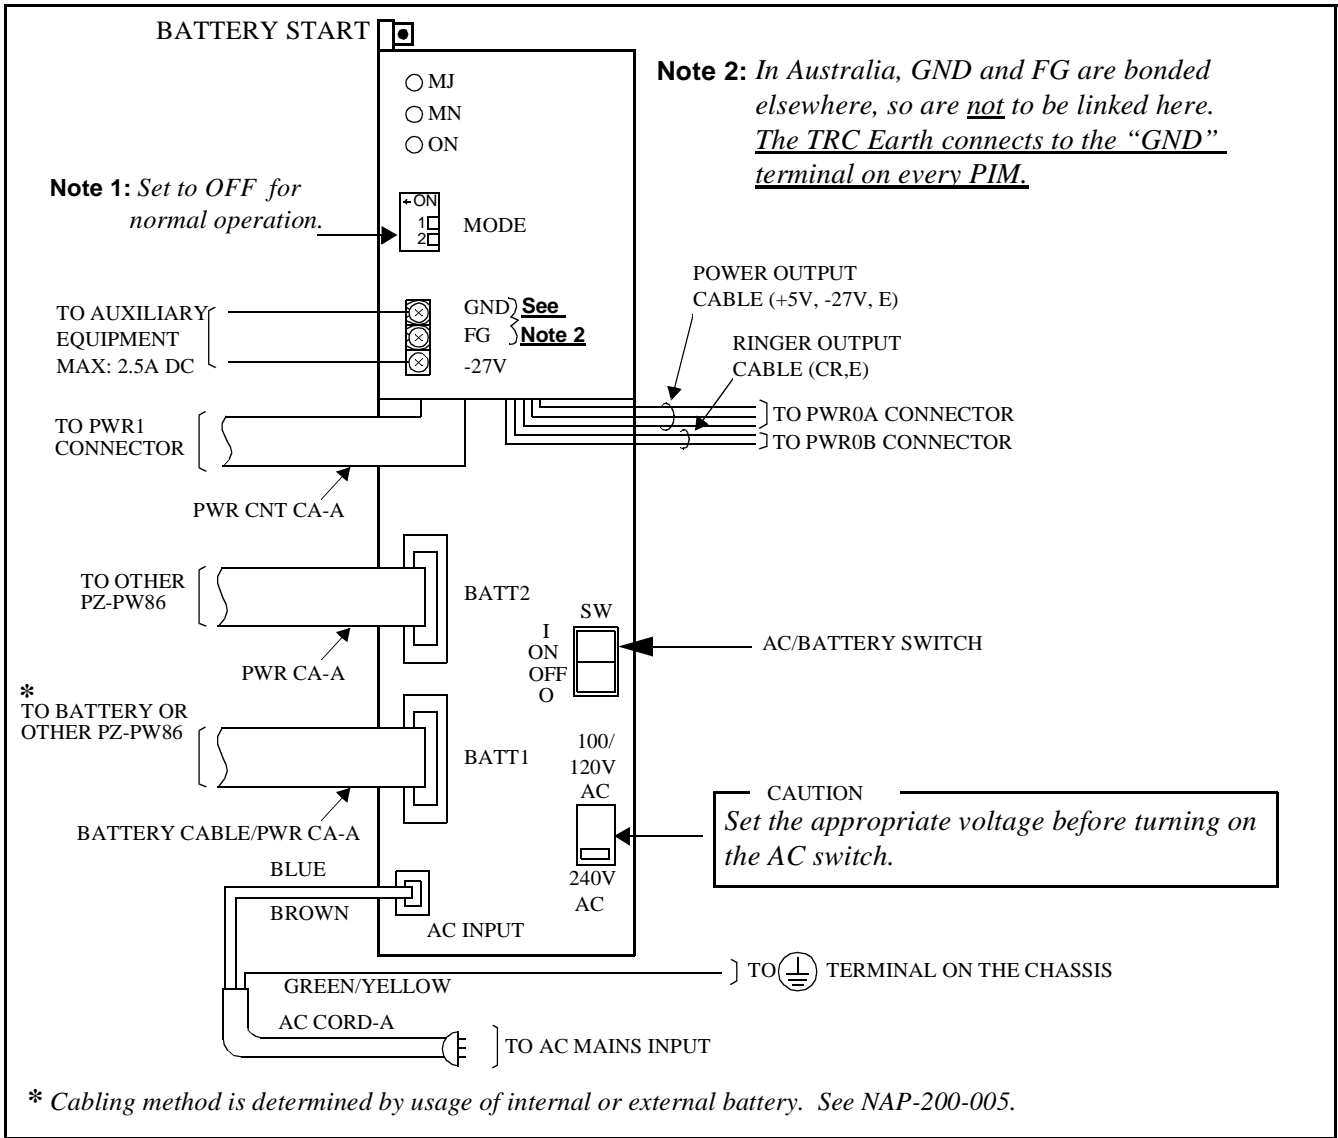 BATTERY START
MJ
MN
ON
Note 2: In Australia, GND and FG are bonded
elsewhere, so are not to be linked here.
The TRC Earth connects to the “GND”
terminal on every PIM.
Note 1: Set to OFF for
normal operation.
ON
1
2
MODE
TO AUXILIARY
EQUIPMENT
MAX: 2.5A DC
GND
FG
-27V
See
Note 2
POWER OUTPUT
CABLE (+5V, -27V, E)
RINGER OUTPUT
CABLE (CR,E)
TO PWR0A CONNECTOR
TO PWR0B CONNECTOR
TO PWR1
CONNECTOR
PWR CNT CA-A
TO OTHER
PZ-PW86
BATT2
PWR CA-A
SW
I
ON
OFF
O
AC/BATTERY SWITCH
*
TO BATTERY OR
OTHER PZ-PW86
BATT1
BATTERY CABLE/PWR CA-A
100/
120V
AC
240V
AC
CAUTION
Set the appropriate voltage before turning on
the AC switch.
BLUE
BROWN
AC INPUT
GREEN/YELLOW
TO TERMINAL ON THE CHASSIS
AC CORD-A
TO AC MAINS INPUT
* Cabling method is determined by usage of internal or external battery. See NAP-200-005.